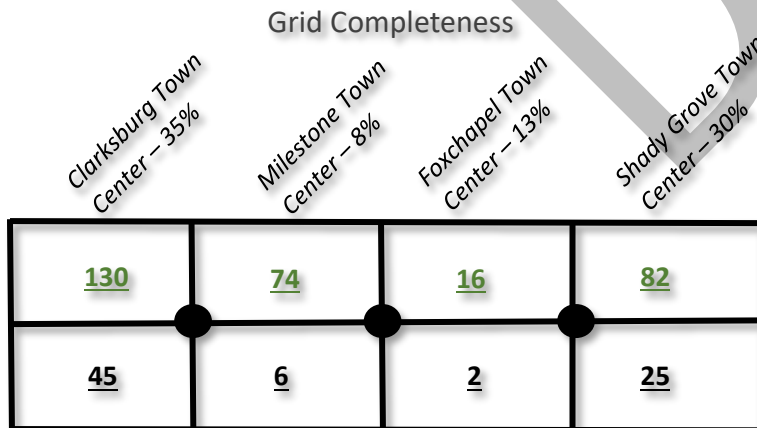 Grid Completeness
Clarksburg Town
Center – 35%
Milestone Town
Center – 8%
Foxchapel Town
Center – 13%
Shady Grove Town
Center – 30%
130 74 16 82
45 6 2 25